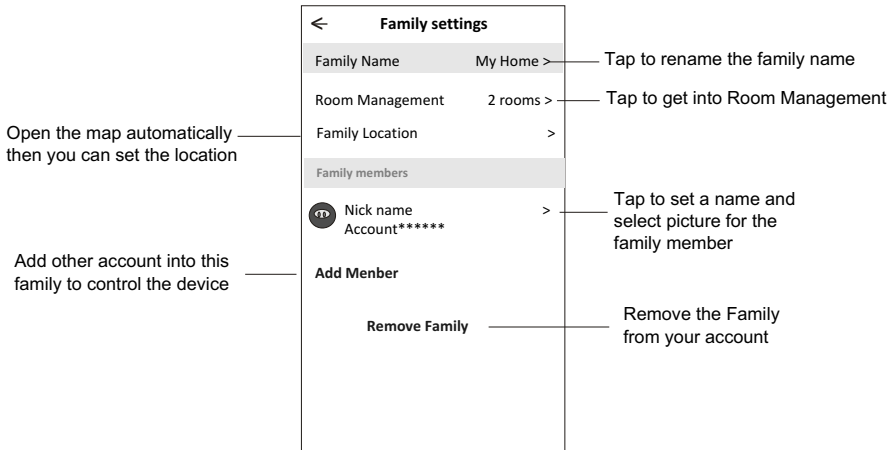 Family settings
Family Name My Home >
Tap to rename the family name
Room Management 2 rooms >
Tap to get into Room Management
Open the map automatically
then you can set the location
Family Location >
Family members
Nick name >
Account******
Tap to set a name and
select picture for the
family member
Add other account into this
family to control the device
Add Menber
Remove Family
Remove the Family
from your account